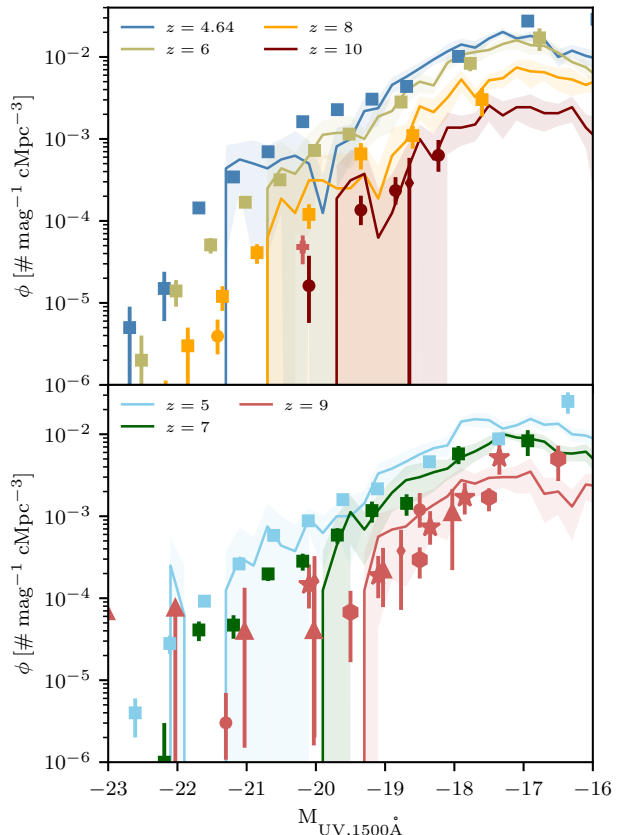 z = 4.64 z = 8
z = 6 z = 10
10⁻²
10⁻³
10⁻⁴
10⁻⁵
10⁻⁶
ϕ [# mag⁻¹ cMpc⁻³]
z = 5 z = 9
z = 7
10⁻²
10⁻³
10⁻⁴
10⁻⁵
10⁻⁶
ϕ [# mag⁻¹ cMpc⁻³]
−23 −22 −21 −20 −19 −18 −17 −16
M_UV,1500Å